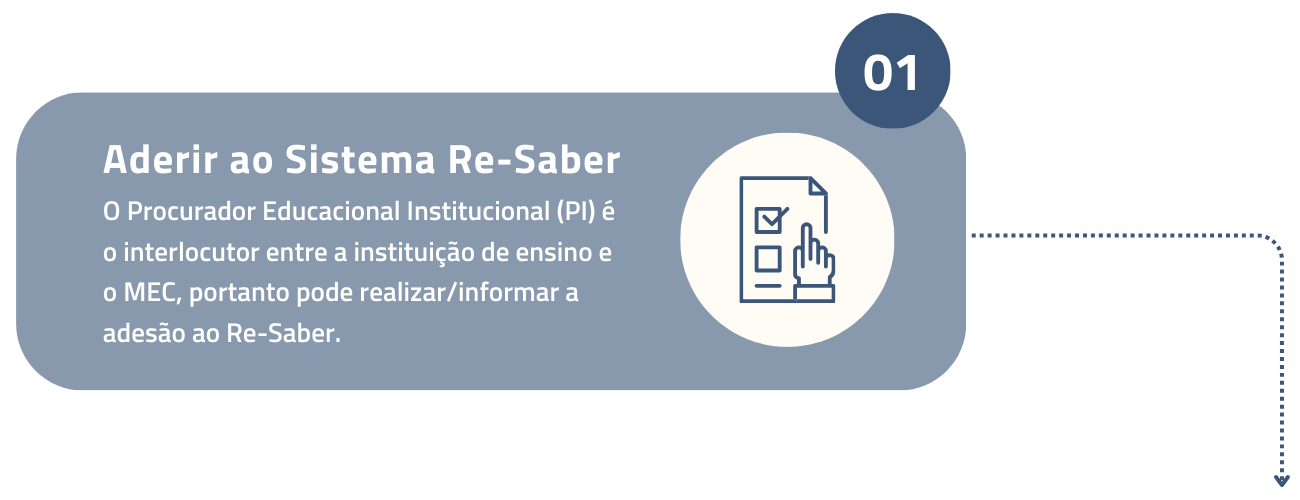 01
Aderir ao Sistema Re-Saber
O Procurador Educacional Institucional (PI) é
o interlocutor entre a instituição de ensino e
o MEC, portanto pode realizar/informar a
adesão ao Re-Saber.